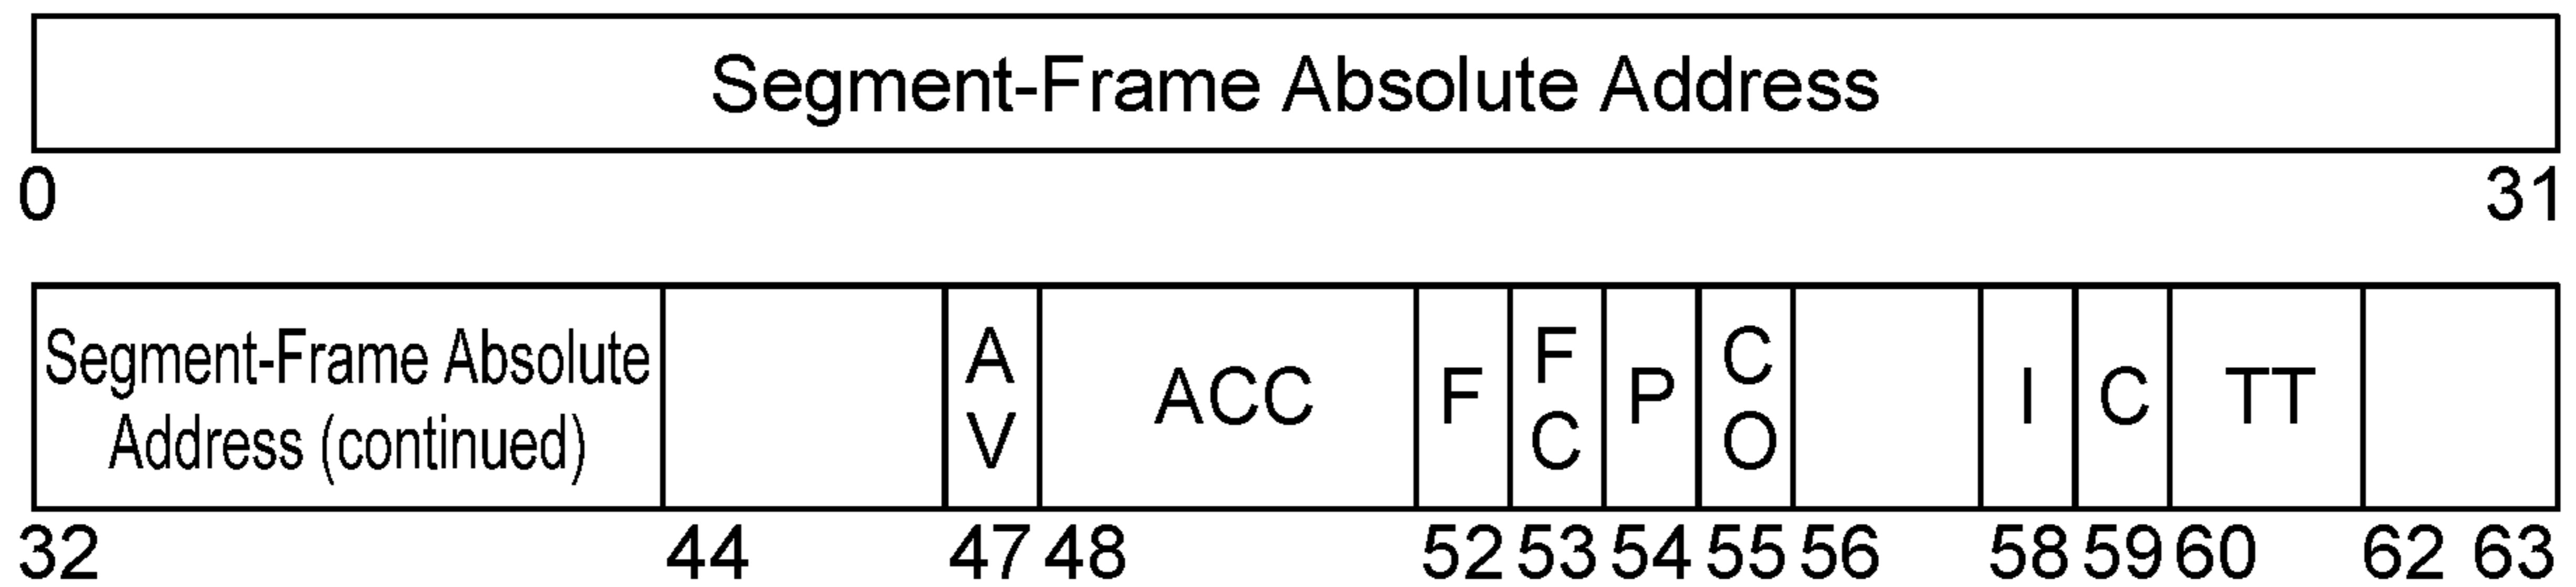 Segment-Frame Absolute Address
0 31
Segment-Frame Absolute
Address (continued)
A
V
ACC
F
F
C
P
C
O
I
C
TT
32 44 47 48 52 53 54 55 56 58 59 60 62 63